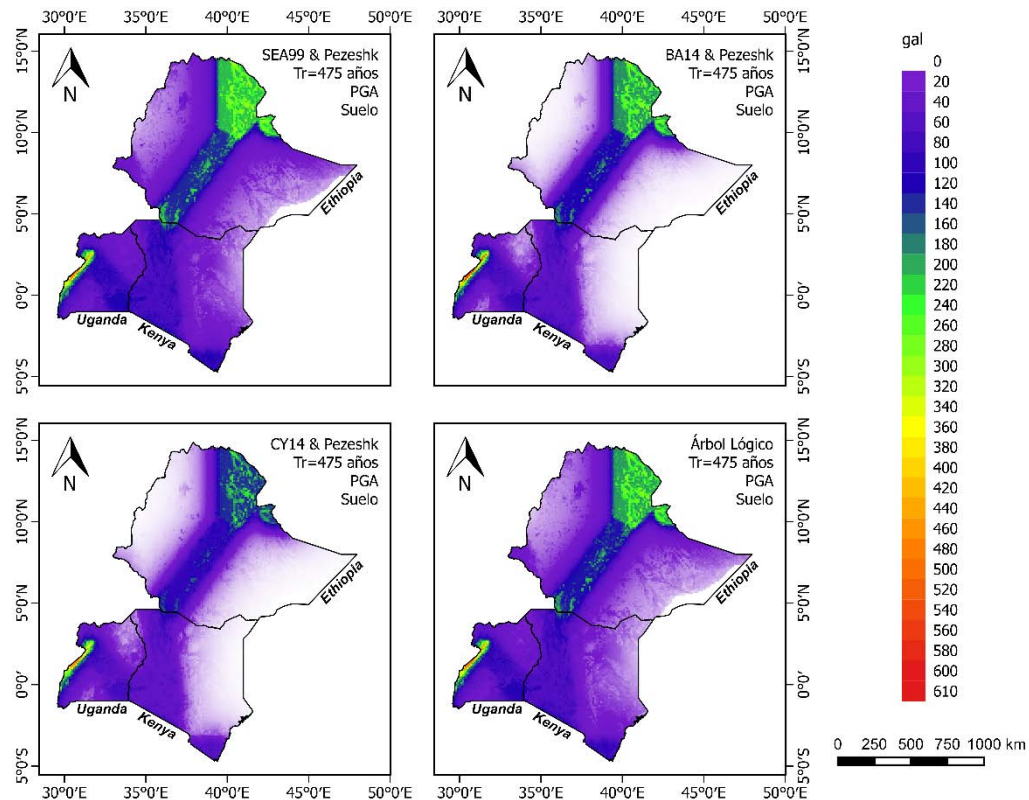 30°0'E 35°0'E 40°0'E 45°0'E 50°0'E
30°0'E 35°0'E 40°0'E 45°0'E 50°0'E
15°0'N
10°0'N
5°0'N
0°0'
5°0'S
N
SEA99 & Pezeshk
Tr=475 años
PGA
Suelo
Ethiopia
Uganda
Kenya
N
BA14 & Pezeshk
Tr=475 años
PGA
Suelo
Ethiopia
Uganda
Kenya
15°0'N
10°0'N
5°0'N
0°0'
5°0'S
15°0'N
10°0'N
5°0'N
0°0'
5°0'S
N
CY14 & Pezeshk
Tr=475 años
PGA
Suelo
Ethiopia
Uganda
Kenya
N
Árbol Lógico
Tr=475 años
PGA
Suelo
Ethiopia
Uganda
Kenya
15°0'N
10°0'N
5°0'N
0°0'
5°0'S
30°0'E 35°0'E 40°0'E 45°0'E 50°0'E
30°0'E 35°0'E 40°0'E 45°0'E 50°0'E
gal
0
20
40
60
80
100
120
140
160
180
200
220
240
260
280
300
320
340
360
380
400
420
440
460
480
500
520
540
560
580
600
610
0 250 500 750 1000 km